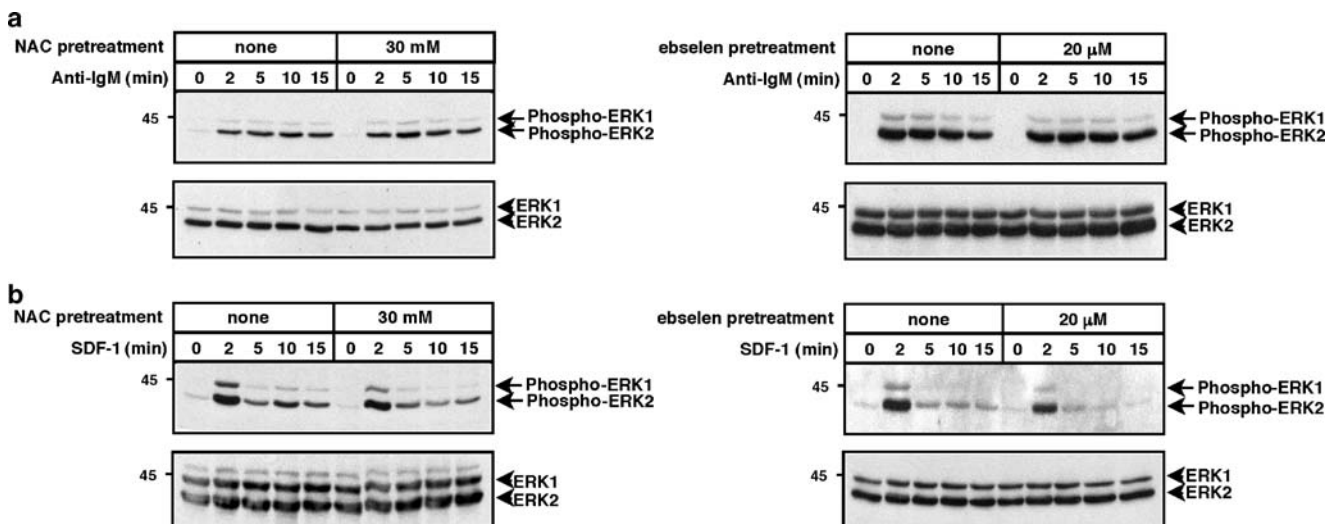 a
NAC pretreatment none 30 mM
Anti-IgM (min) 0 2 5 10 15 0 2 5 10 15
45
Phospho-ERK1
Phospho-ERK2
45
ERK1
ERK2
ebselen pretreatment none 20 µM
Anti-IgM (min) 0 2 5 10 15 0 2 5 10 15
45
Phospho-ERK1
Phospho-ERK2
45
ERK1
ERK2
b
NAC pretreatment none 30 mM
SDF-1 (min) 0 2 5 10 15 0 2 5 10 15
45
Phospho-ERK1
Phospho-ERK2
45
ERK1
ERK2
ebselen pretreatment none 20 µM
SDF-1 (min) 0 2 5 10 15 0 2 5 10 15
45
Phospho-ERK1
Phospho-ERK2
45
ERK1
ERK2